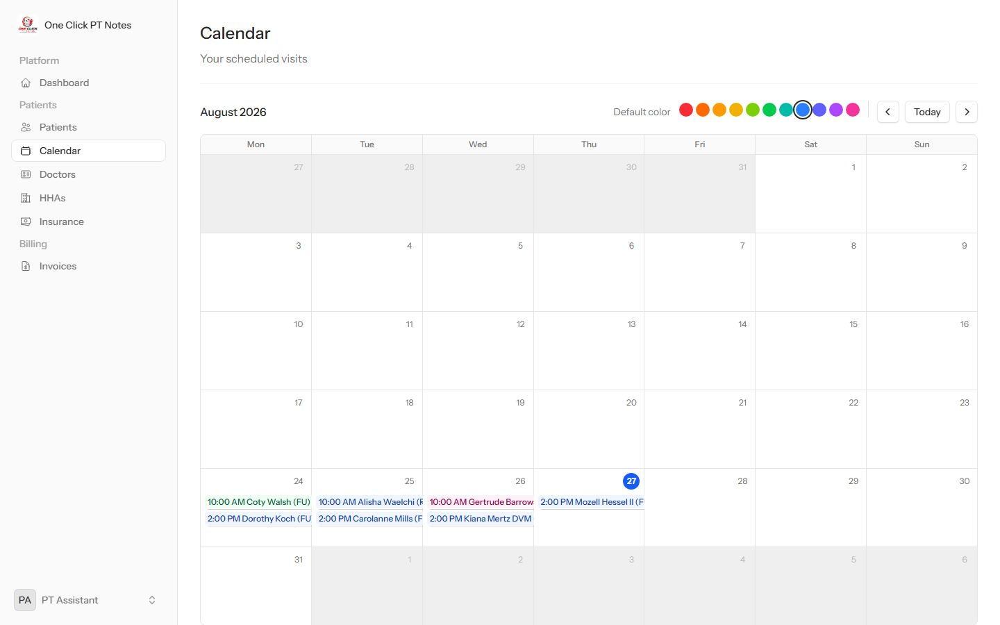 One Click PT Notes
Platform
Dashboard
Patients
Patients
Calendar
Doctors
HHAs
Insurance
Billing
Invoices
PA PT Assistant
Calendar
Your scheduled visits
August 2026
Default color
Today
Mon Tue Wed Thu Fri Sat Sun
27 28 29 30 31 1 2
3 4 5 6 7 8 9
10 11 12 13 14 15 16
17 18 19 20 21 22 23
24 25 26 27 28 29 30
10:00 AM Coty Walsh (FU) 10:00 AM Alisha Waelchi (R 10:00 AM Gertrude Barrows 2:00 PM Mozell Hessel II (F
2:00 PM Dorothy Koch (FU 2:00 PM Carolanne Mills (F 2:00 PM Kiana Mertz DVM
31 1 2 3 4 5 6